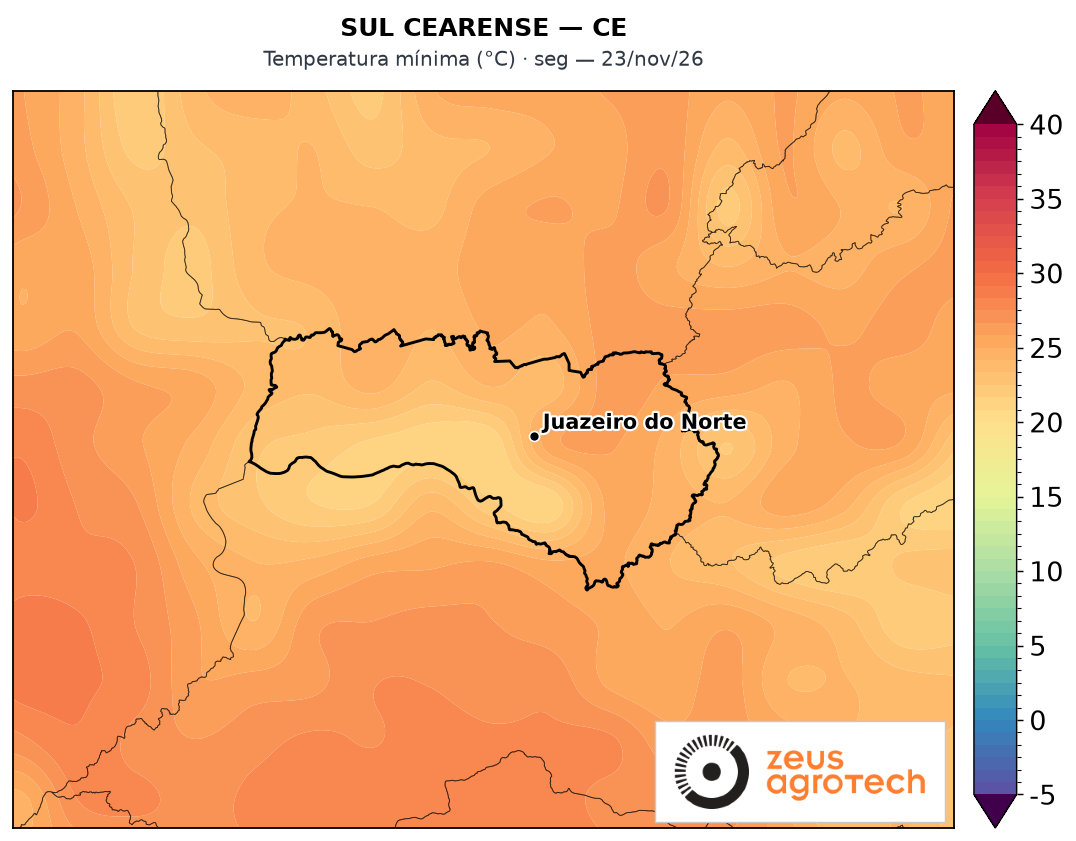 SUL CEARENSE — CE
Temperatura mínima (°C) · seg — 23/nov/26
40
35
30
25
20
15
10
5
0
-5
Juazeiro do Norte
zeus
agrotech